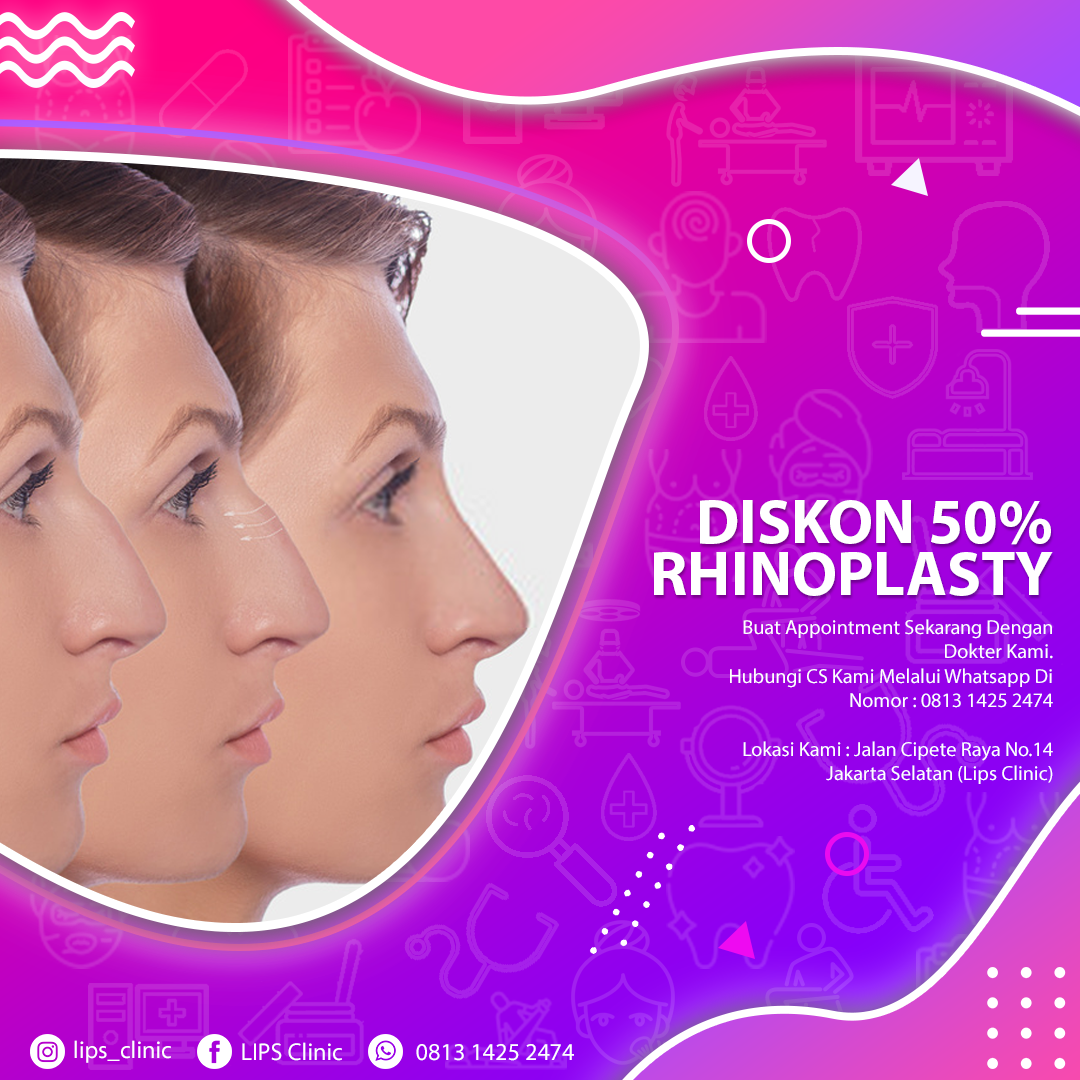 DISKON 50%
RHINOPLASTY
Buat Appointment Sekarang Dengan
Dokter Kami.
Hubungi CS Kami Melalui Whatsapp Di
Nomor : 0813 1425 2474
Lokasi Kami : Jalan Cipete Raya No.14
Jakarta Selatan (Lips Clinic)
lips_clinic LIPS Clinic 0813 1425 2474